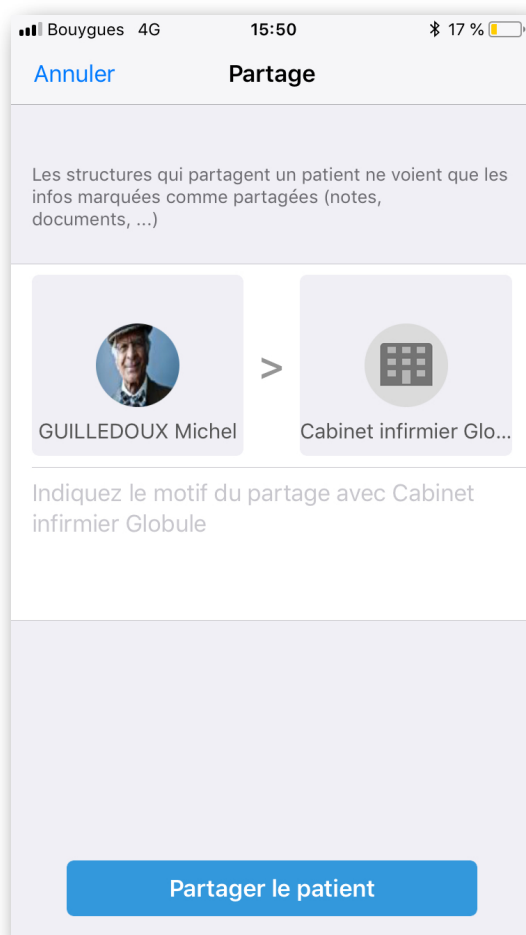 Bouygues 4G 15:50 17 %
Annuler Partage
Les structures qui partagent un patient ne voient que les
infos marquées comme partagées (notes,
documents, ...)
>
GUILLEDOUX Michel Cabinet infirmier Glo...
Indiquez le motif du partage avec Cabinet
infirmier Globule
Partager le patient